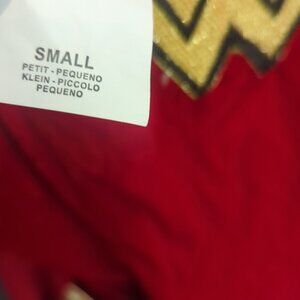 SMALL
PETIT - PEQUENO
KLEIN - PICCOLO
PEQUENO